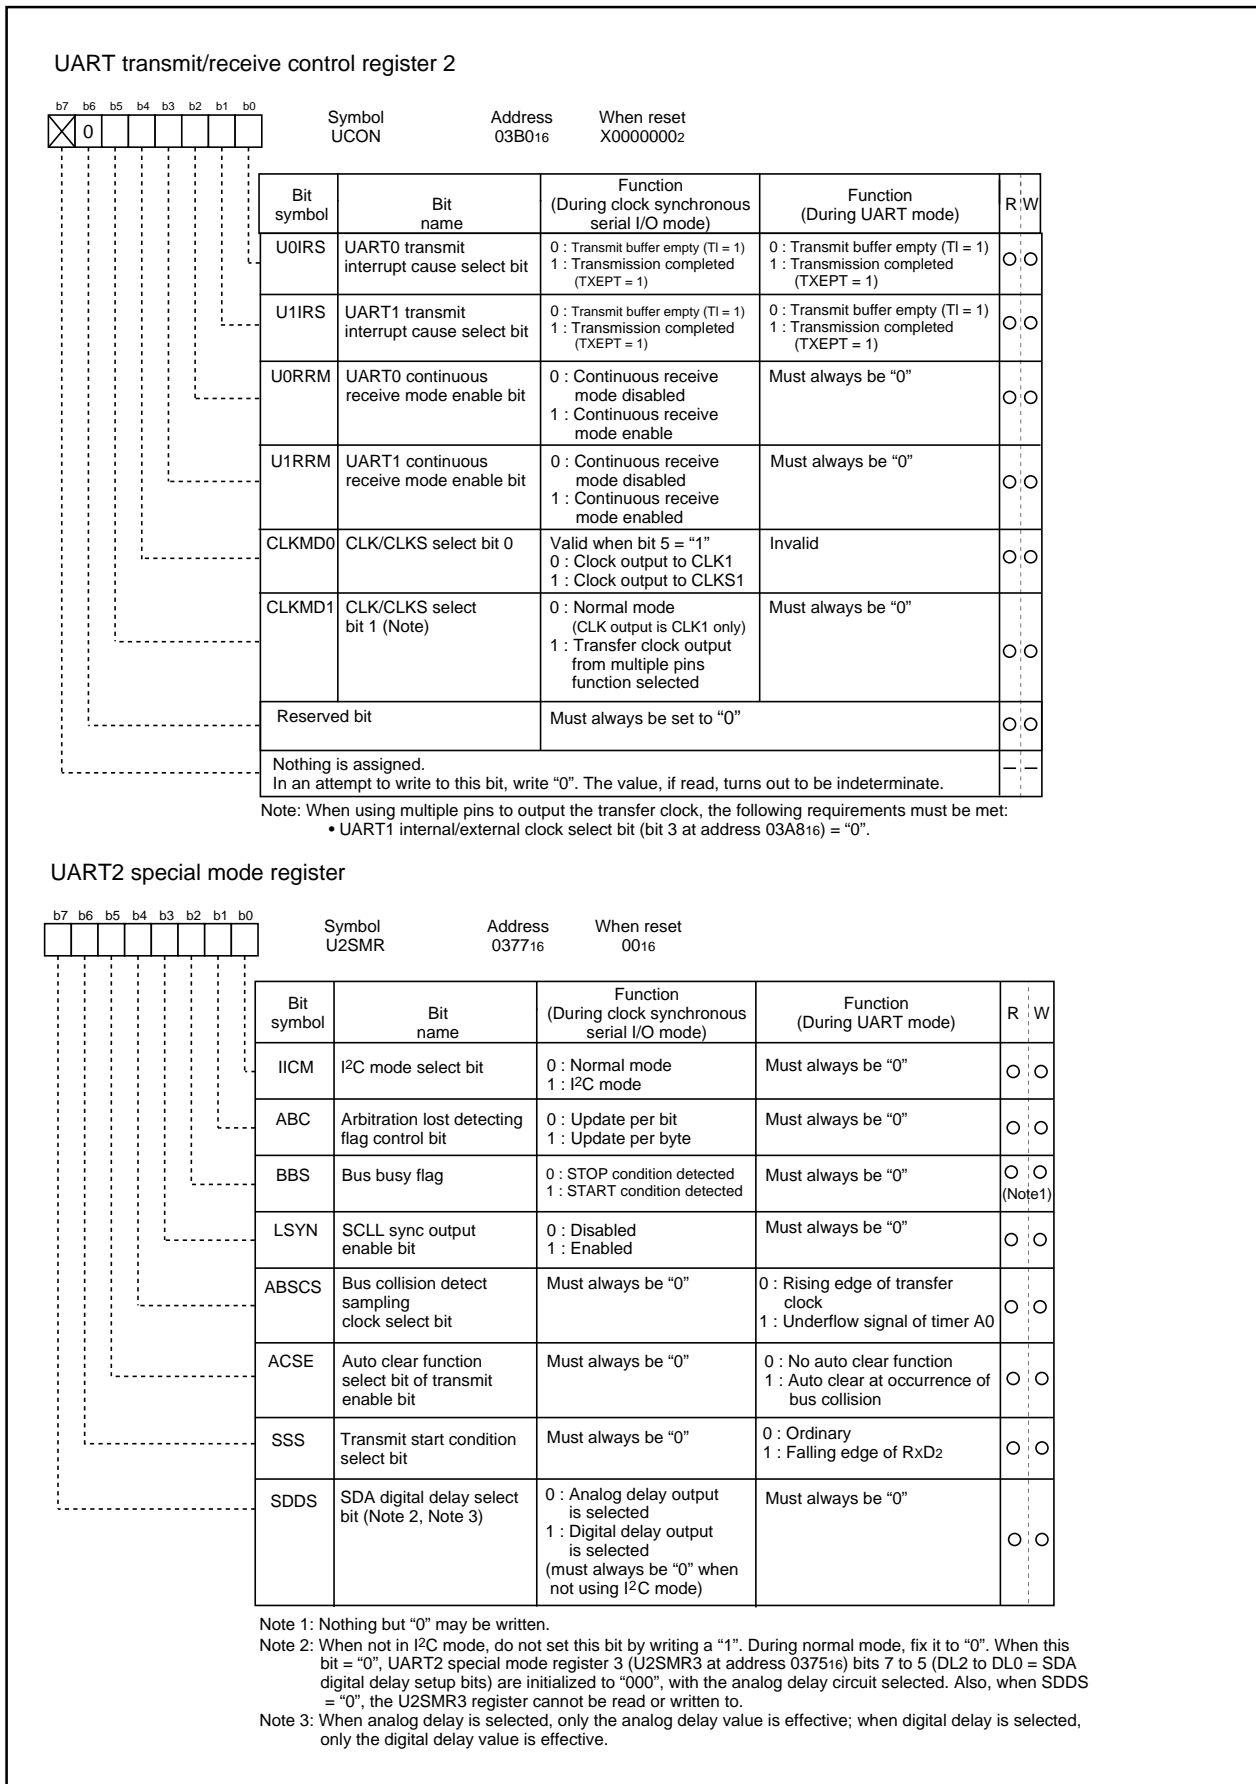 UART transmit/receive control register 2
b7 b6 b5 b4 b3 b2 b1 b0
0
Symbol Address When reset
UCON 03B016 X00000002
Bit symbol Bit name Function (During clock synchronous serial I/O mode) Function (During UART mode) R W
U0IRS UART0 transmit interrupt cause select bit
0 : Transmit buffer empty (TI = 1)
1 : Transmission completed
(TXEPT = 1)
0 : Transmit buffer empty (TI = 1)
1 : Transmission completed
(TXEPT = 1)
U1IRS UART1 transmit interrupt cause select bit
0 : Transmit buffer empty (TI = 1)
1 : Transmission completed
(TXEPT = 1)
0 : Transmit buffer empty (TI = 1)
1 : Transmission completed
(TXEPT = 1)
U0RRM UART0 continuous receive mode enable bit
0 : Continuous receive
mode disabled
1 : Continuous receive
mode enable
Must always be “0”
U1RRM UART1 continuous receive mode enable bit
0 : Continuous receive
mode disabled
1 : Continuous receive
mode enabled
Must always be “0”
CLKMD0 CLK/CLKS select bit 0
Valid when bit 5 = “1”
0 : Clock output to CLK1
1 : Clock output to CLKS1
Invalid
CLKMD1 CLK/CLKS select bit 1 (Note)
0 : Normal mode
(CLK output is CLK1 only)
1 : Transfer clock output
from multiple pins
function selected
Must always be “0”
Reserved bit Must always be set to “0”
Nothing is assigned.
In an attempt to write to this bit, write “0”. The value, if read, turns out to be indeterminate.
Note: When using multiple pins to output the transfer clock, the following requirements must be met:
• UART1 internal/external clock select bit (bit 3 at address 03A816) = “0”.
UART2 special mode register
b7 b6 b5 b4 b3 b2 b1 b0
Symbol Address When reset
U2SMR 037716 0016
Bit symbol Bit name Function (During clock synchronous serial I/O mode) Function (During UART mode) R W
IICM I2C mode select bit
0 : Normal mode
1 : I2C mode
Must always be “0”
ABC Arbitration lost detecting flag control bit
0 : Update per bit
1 : Update per byte
Must always be “0”
BBS Bus busy flag
0 : STOP condition detected
1 : START condition detected
Must always be “0”
(Note1)
LSYN SCLL sync output enable bit
0 : Disabled
1 : Enabled
Must always be “0”
ABSCS Bus collision detect sampling clock select bit
Must always be “0”
0 : Rising edge of transfer
clock
1 : Underflow signal of timer A0
ACSE Auto clear function select bit of transmit enable bit
Must always be “0”
0 : No auto clear function
1 : Auto clear at occurrence of
bus collision
SSS Transmit start condition select bit
Must always be “0”
0 : Ordinary
1 : Falling edge of RxD2
SDDS SDA digital delay select bit (Note 2, Note 3)
0 : Analog delay output
is selected
1 : Digital delay output
is selected
(must always be “0” when
not using I2C mode)
Must always be “0”
Note 1: Nothing but “0” may be written.
Note 2: When not in I2C mode, do not set this bit by writing a “1”. During normal mode, fix it to “0”. When this
bit = “0”, UART2 special mode register 3 (U2SMR3 at address 037516) bits 7 to 5 (DL2 to DL0 = SDA
digital delay setup bits) are initialized to “000”, with the analog delay circuit selected. Also, when SDDS
= “0”, the U2SMR3 register cannot be read or written to.
Note 3: When analog delay is selected, only the analog delay value is effective; when digital delay is selected,
only the digital delay value is effective.